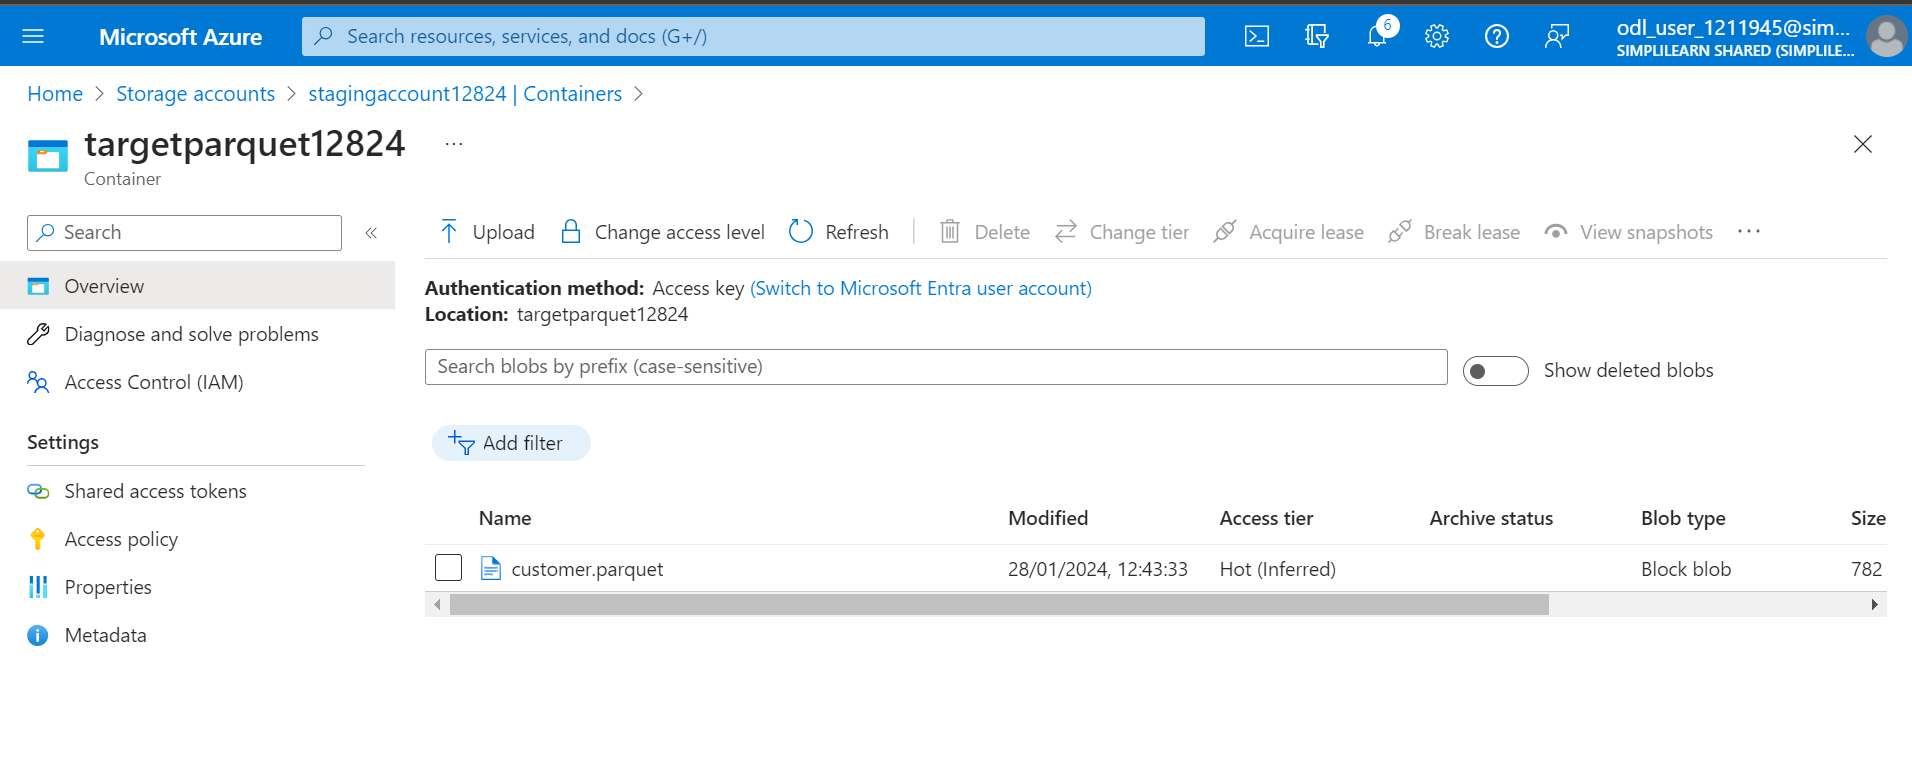 Microsoft Azure
Search resources, services, and docs (G+/)
6
odl_user_1211945@sim...
SIMPLILEARN SHARED (SIMPLILE...
Home > Storage accounts > stagingaccount12824 | Containers >
targetparquet12824 ...
Container
Search «
Upload Change access level Refresh Delete Change tier Acquire lease Break lease View snapshots ...
Overview
Diagnose and solve problems
Access Control (IAM)
Settings
Shared access tokens
Access policy
Properties
Metadata
Authentication method: Access key (Switch to Microsoft Entra user account)
Location: targetparquet12824
Search blobs by prefix (case-sensitive)
Show deleted blobs
Add filter
Name Modified Access tier Archive status Blob type Size
customer.parquet 28/01/2024, 12:43:33 Hot (Inferred) Block blob 782